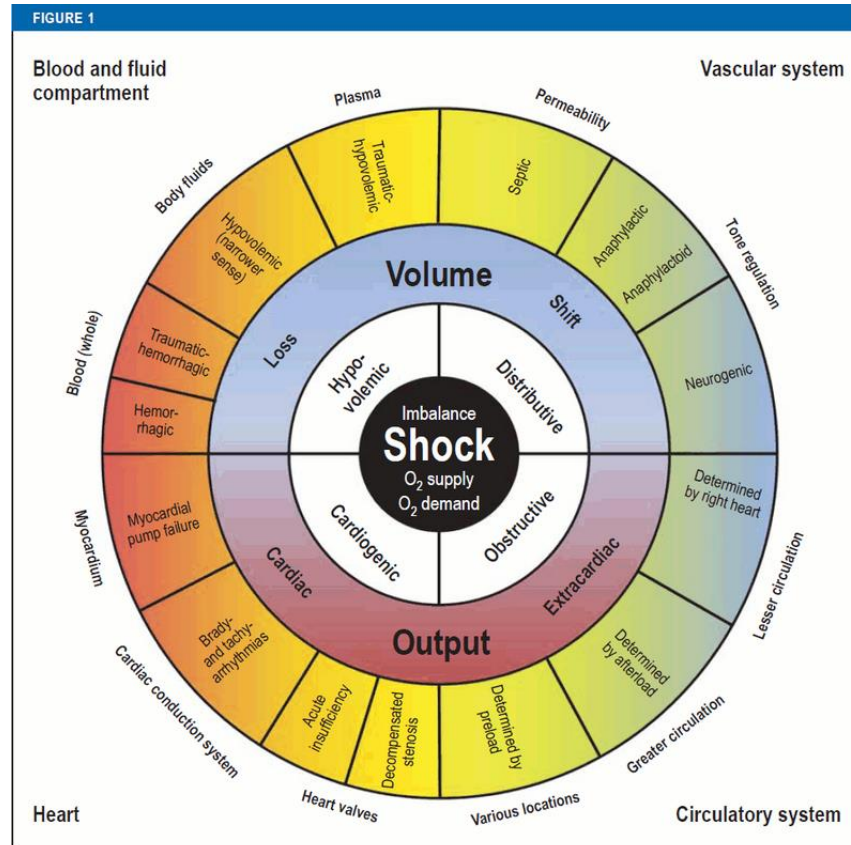 FIGURE 1
Blood and fluid
compartment
Vascular system
Plasma
Permeability
Body fluids
Tone regulation
Blood (whole)
Traumatic-
hypovolemic
Septic
Hypovolemic
(narrower
sense)
Anaphylactic
Anaphylactoid
Traumatic-
hemorrhagic
Neurogenic
Hemor-
rhagic
Volume
Loss
Shift
Hypo-
volemic
Distributive
Imbalance
Shock
O2 supply
O2 demand
Cardiogenic
Obstructive
Cardiac
Extracardiac
Output
Myocardial
pump failure
Determined
by right heart
Brady-
and tachy-
arrhythmias
Determined
by afterload
Acute
insufficiency
Decompensated
stenosis
Determined by
preload
Myocardium
Lesser circulation
Cardiac conduction system
Greater circulation
Heart valves
Various locations
Heart
Circulatory system